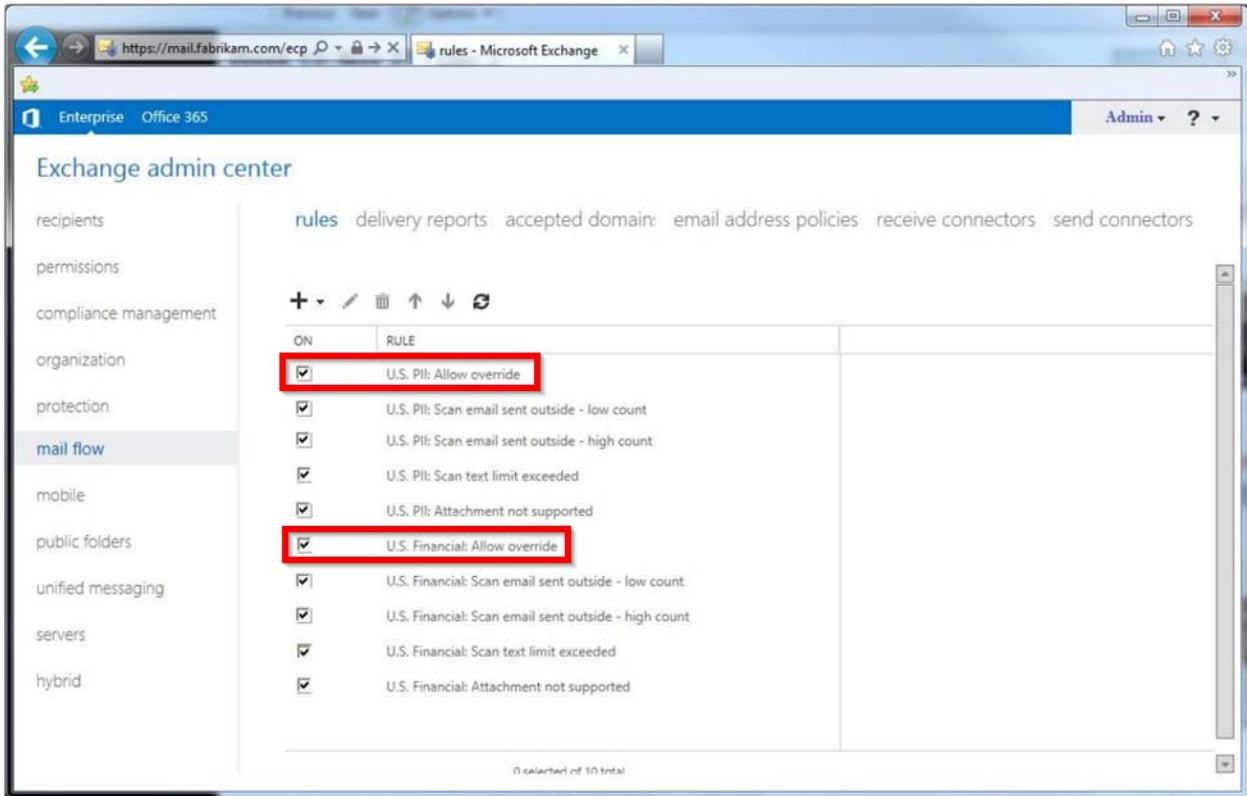 https://mail.fabrikam.com/ecp
rules - Microsoft Exchange
Enterprise Office 365
Admin ?
Exchange admin center
recipients
permissions
compliance management
organization
protection
mail flow
mobile
public folders
unified messaging
servers
hybrid
rules delivery reports accepted domain: email address policies receive connectors send connectors
ON RULE
U.S. PII: Allow override
U.S. PII: Scan email sent outside - low count
U.S. PII: Scan email sent outside - high count
U.S. PII: Scan text limit exceeded
U.S. PII: Attachment not supported
U.S. Financial: Allow override
U.S. Financial: Scan email sent outside - low count
U.S. Financial: Scan email sent outside - high count
U.S. Financial: Scan text limit exceeded
U.S. Financial: Attachment not supported
0 selected of 10 total